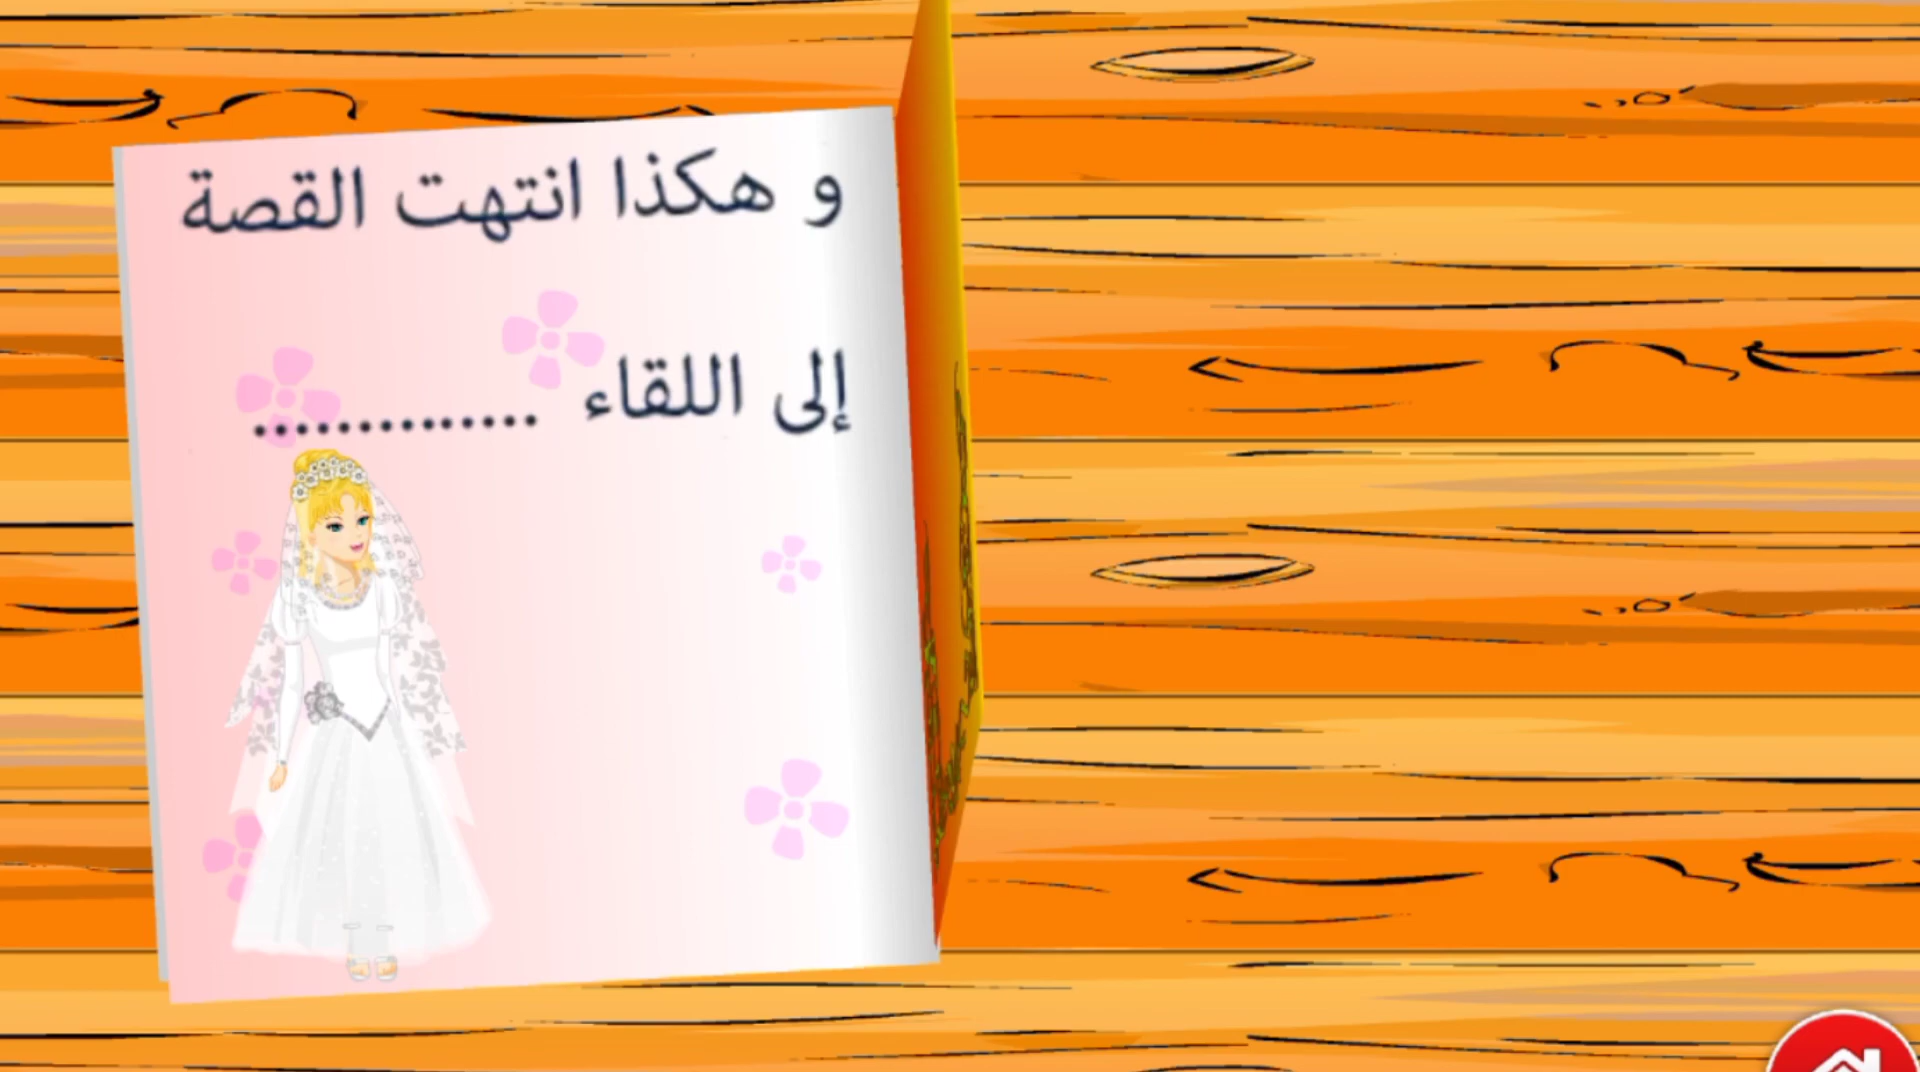 و هكذا انتهت القصة
إلى اللقاء ..............